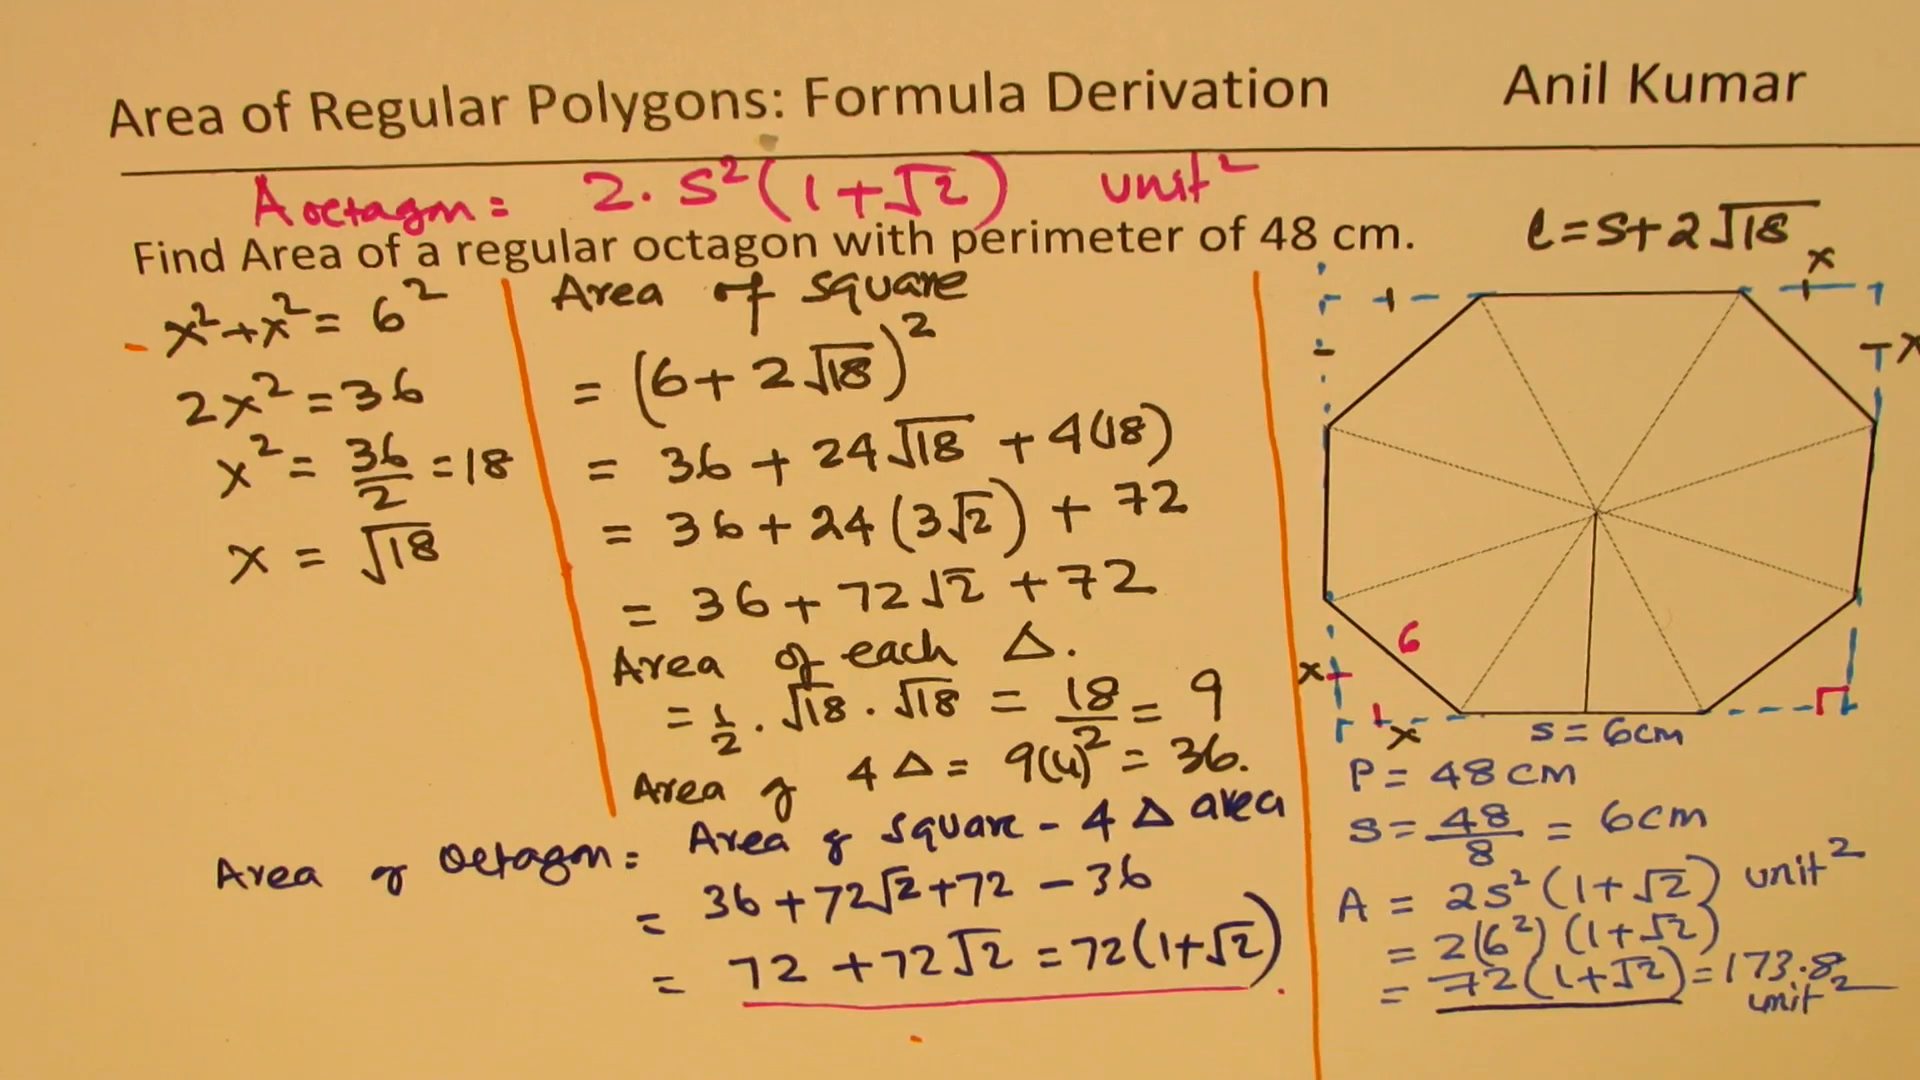 Area of Regular Polygons: Formula Derivation Anil Kumar
A octagon = 2. s²(1+√2) unit²
Find Area of a regular octagon with perimeter of 48 cm.
x²+x² = 6²
2x² = 36
x² = 36/2 = 18
x = √18
Area of square
= (6+2√18)²
= 36 + 24√18 + 4(18)
= 36 + 24(3√2) + 72
= 36 + 72√2 + 72
Area of each Δ.
= 1/2 . √18 . √18 = 18/2 = 9
Area of 4 Δ = 9(4)² = 36.
Area of Octagon = Area of square - 4 Δ area
= 36+72√2+72 - 36
= 72 + 72√2 = 72(1+√2)
l = s+2√18
x
x
6
x
x
s = 6cm
P = 48 cm
s = 48/8 = 6cm
A = 2s²(1+√2) unit²
= 2(6²)(1+√2)
= 72(1+√2) = 173.8
unit²